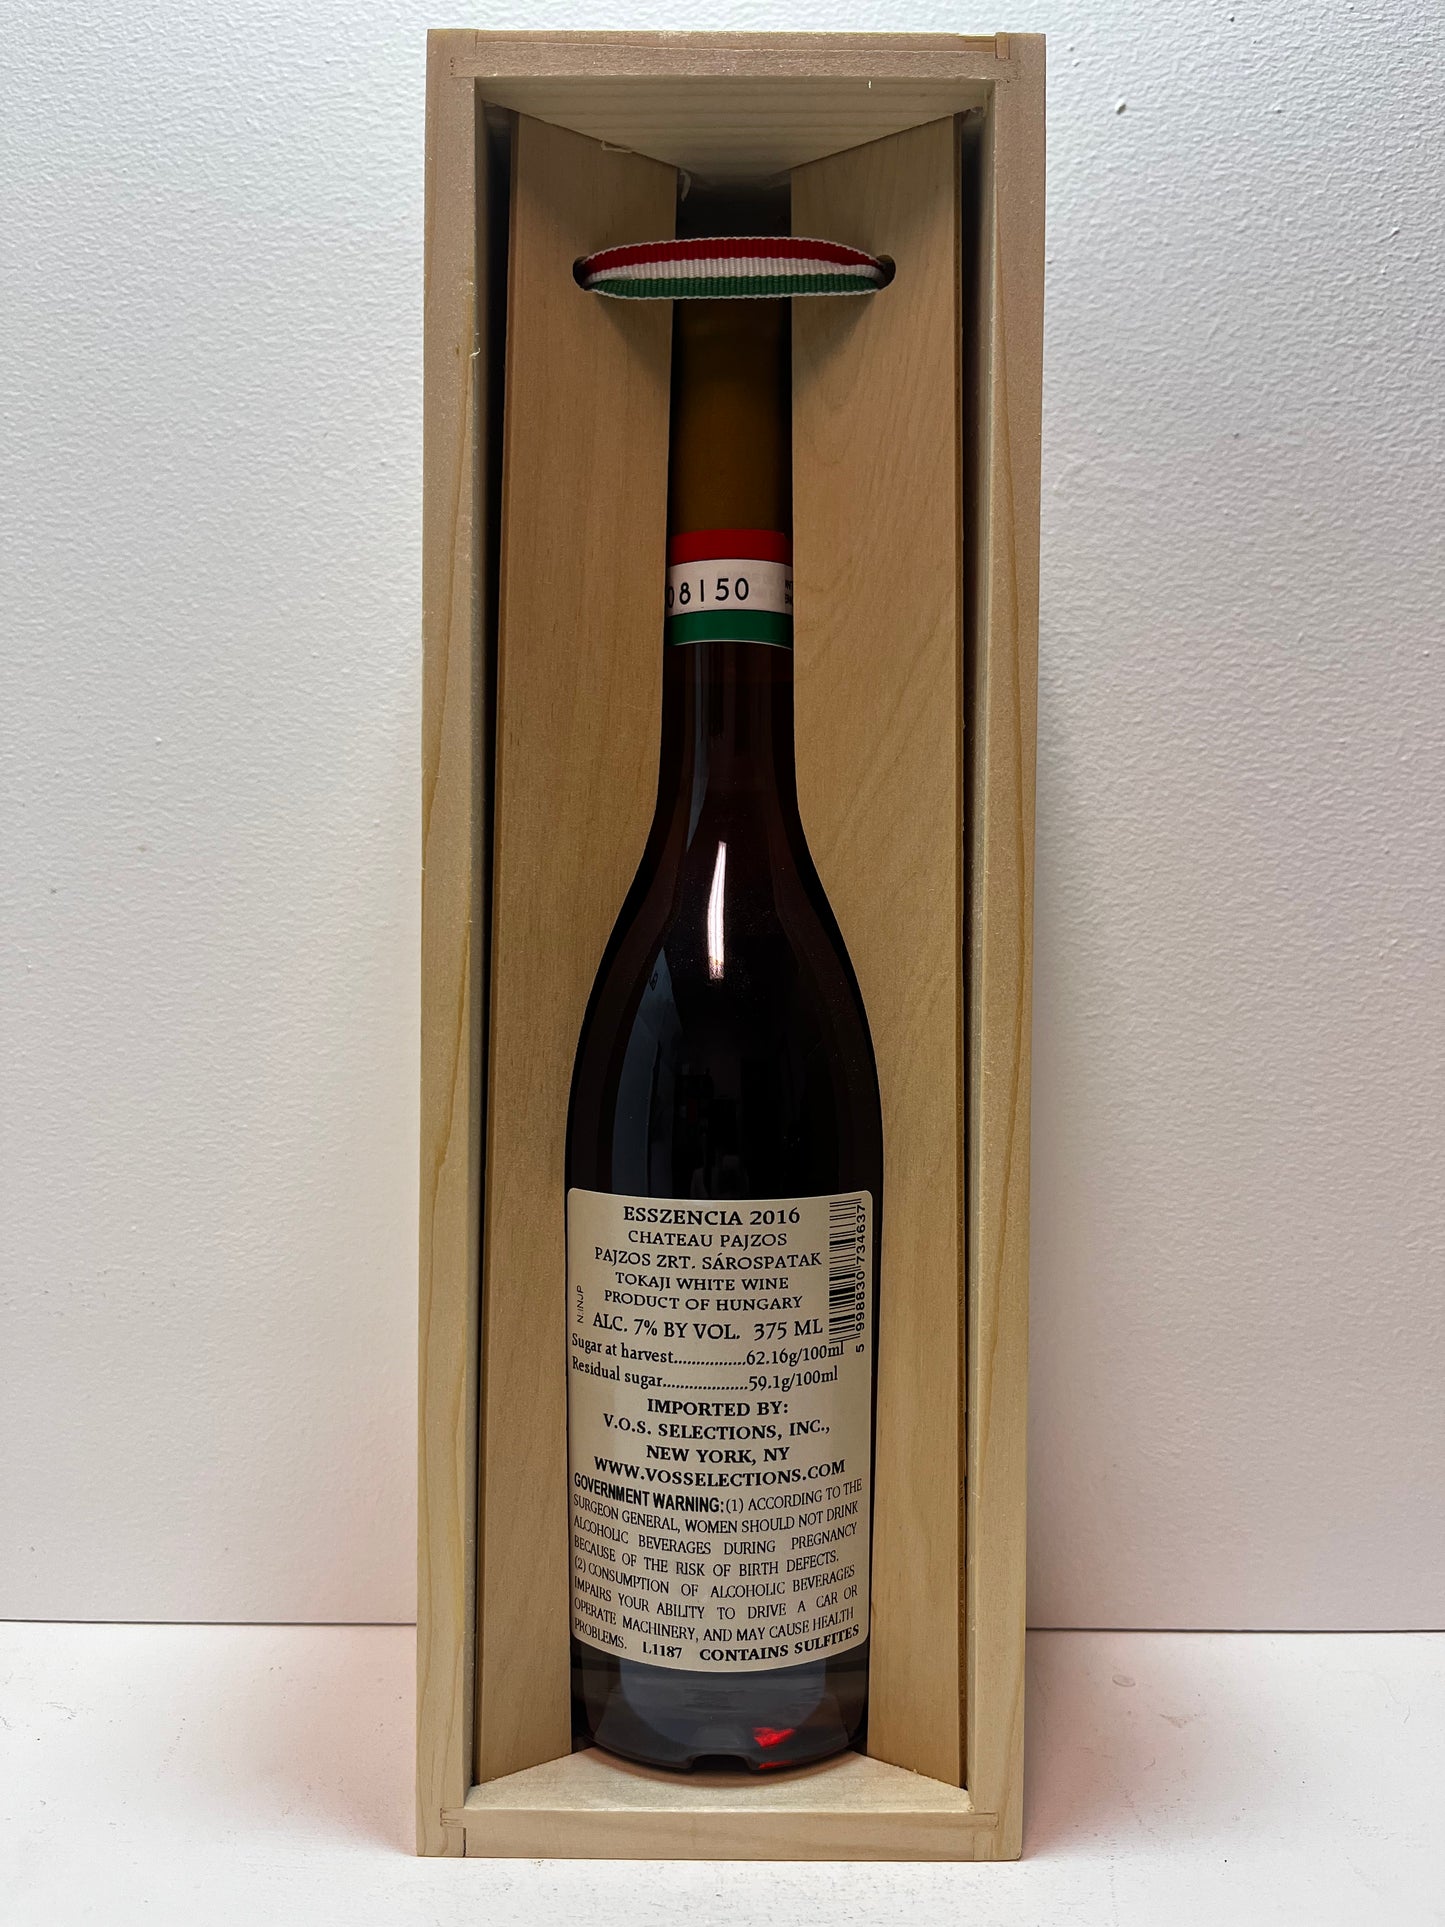 08150
ESSZENCIA 2016
CHATEAU PAJZOS
PAJZOS ZRT. SÁROSPATAK
TOKAJI WHITE WINE
PRODUCT OF HUNGARY
ALC. 7% BY VOL. 375 ML
N:INJP
5 998830 734637
Sugar at harvest................62.16g/100ml
Residual sugar...................59.1g/100ml
IMPORTED BY:
V.O.S. SELECTIONS, INC.,
NEW YORK, NY
WWW.VOSSELECTIONS.COM
GOVERNMENT WARNING:(1) ACCORDING TO THE
SURGEON GENERAL, WOMEN SHOULD NOT DRINK
ALCOHOLIC BEVERAGES DURING PREGNANCY
BECAUSE OF THE RISK OF BIRTH DEFECTS.
(2) CONSUMPTION OF ALCOHOLIC BEVERAGES
IMPAIRS YOUR ABILITY TO DRIVE A CAR OR
OPERATE MACHINERY, AND MAY CAUSE HEALTH
PROBLEMS. L1187 CONTAINS SULFITES